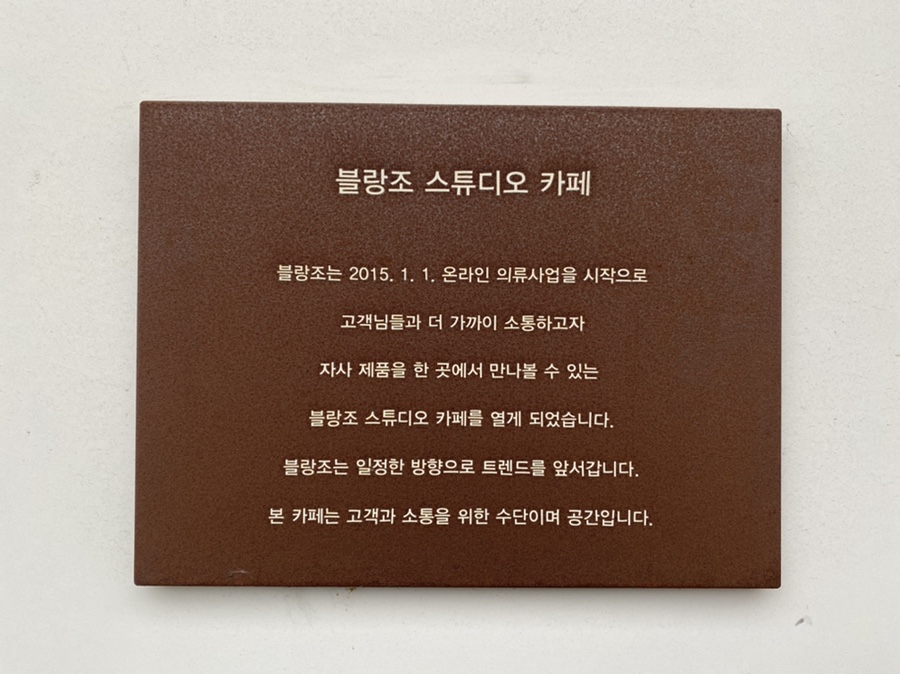 블랑조 스튜디오 카페
블랑조는 2015. 1. 1. 온라인 의류사업을 시작으로
고객님들과 더 가까이 소통하고자
자사 제품을 한 곳에서 만나볼 수 있는
블랑조 스튜디오 카페를 열게 되었습니다.
블랑조는 일정한 방향으로 트렌드를 앞서갑니다.
본 카페는 고객과 소통을 위한 수단이며 공간입니다.